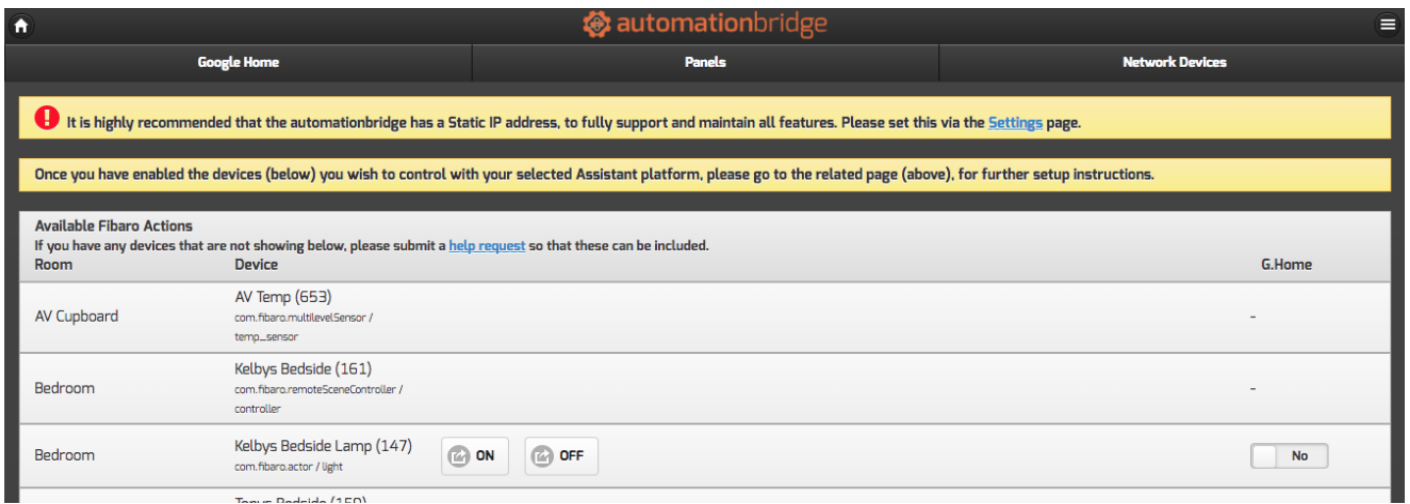 automationbridge
Google Home Panels Network Devices
It is highly recommended that the automationbridge has a Static IP address, to fully support and maintain all features. Please set this via the Settings page.
Once you have enabled the devices (below) you wish to control with your selected Assistant platform, please go to the related page (above), for further setup instructions.
Available Fibaro Actions
If you have any devices that are not showing below, please submit a help request so that these can be included.
Room Device G.Home
AV Temp (653)
AV Cupboard com.fibaro.multilevelSensor / -
temp_sensor
Kelbys Bedside (161)
Bedroom com.fibaro.remoteSceneController / -
controller
Kelbys Bedside Lamp (147)
Bedroom ON OFF No
com.fibaro.actor / light